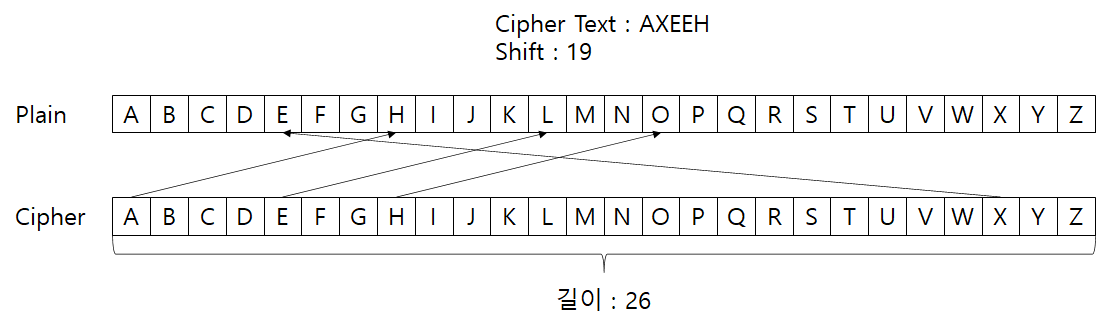 Cipher Text : AXEEH
Shift : 19
Plain A B C D E F G H I J K L M N O P Q R S T U V W X Y Z
Cipher A B C D E F G H I J K L M N O P Q R S T U V W X Y Z
길이 : 26